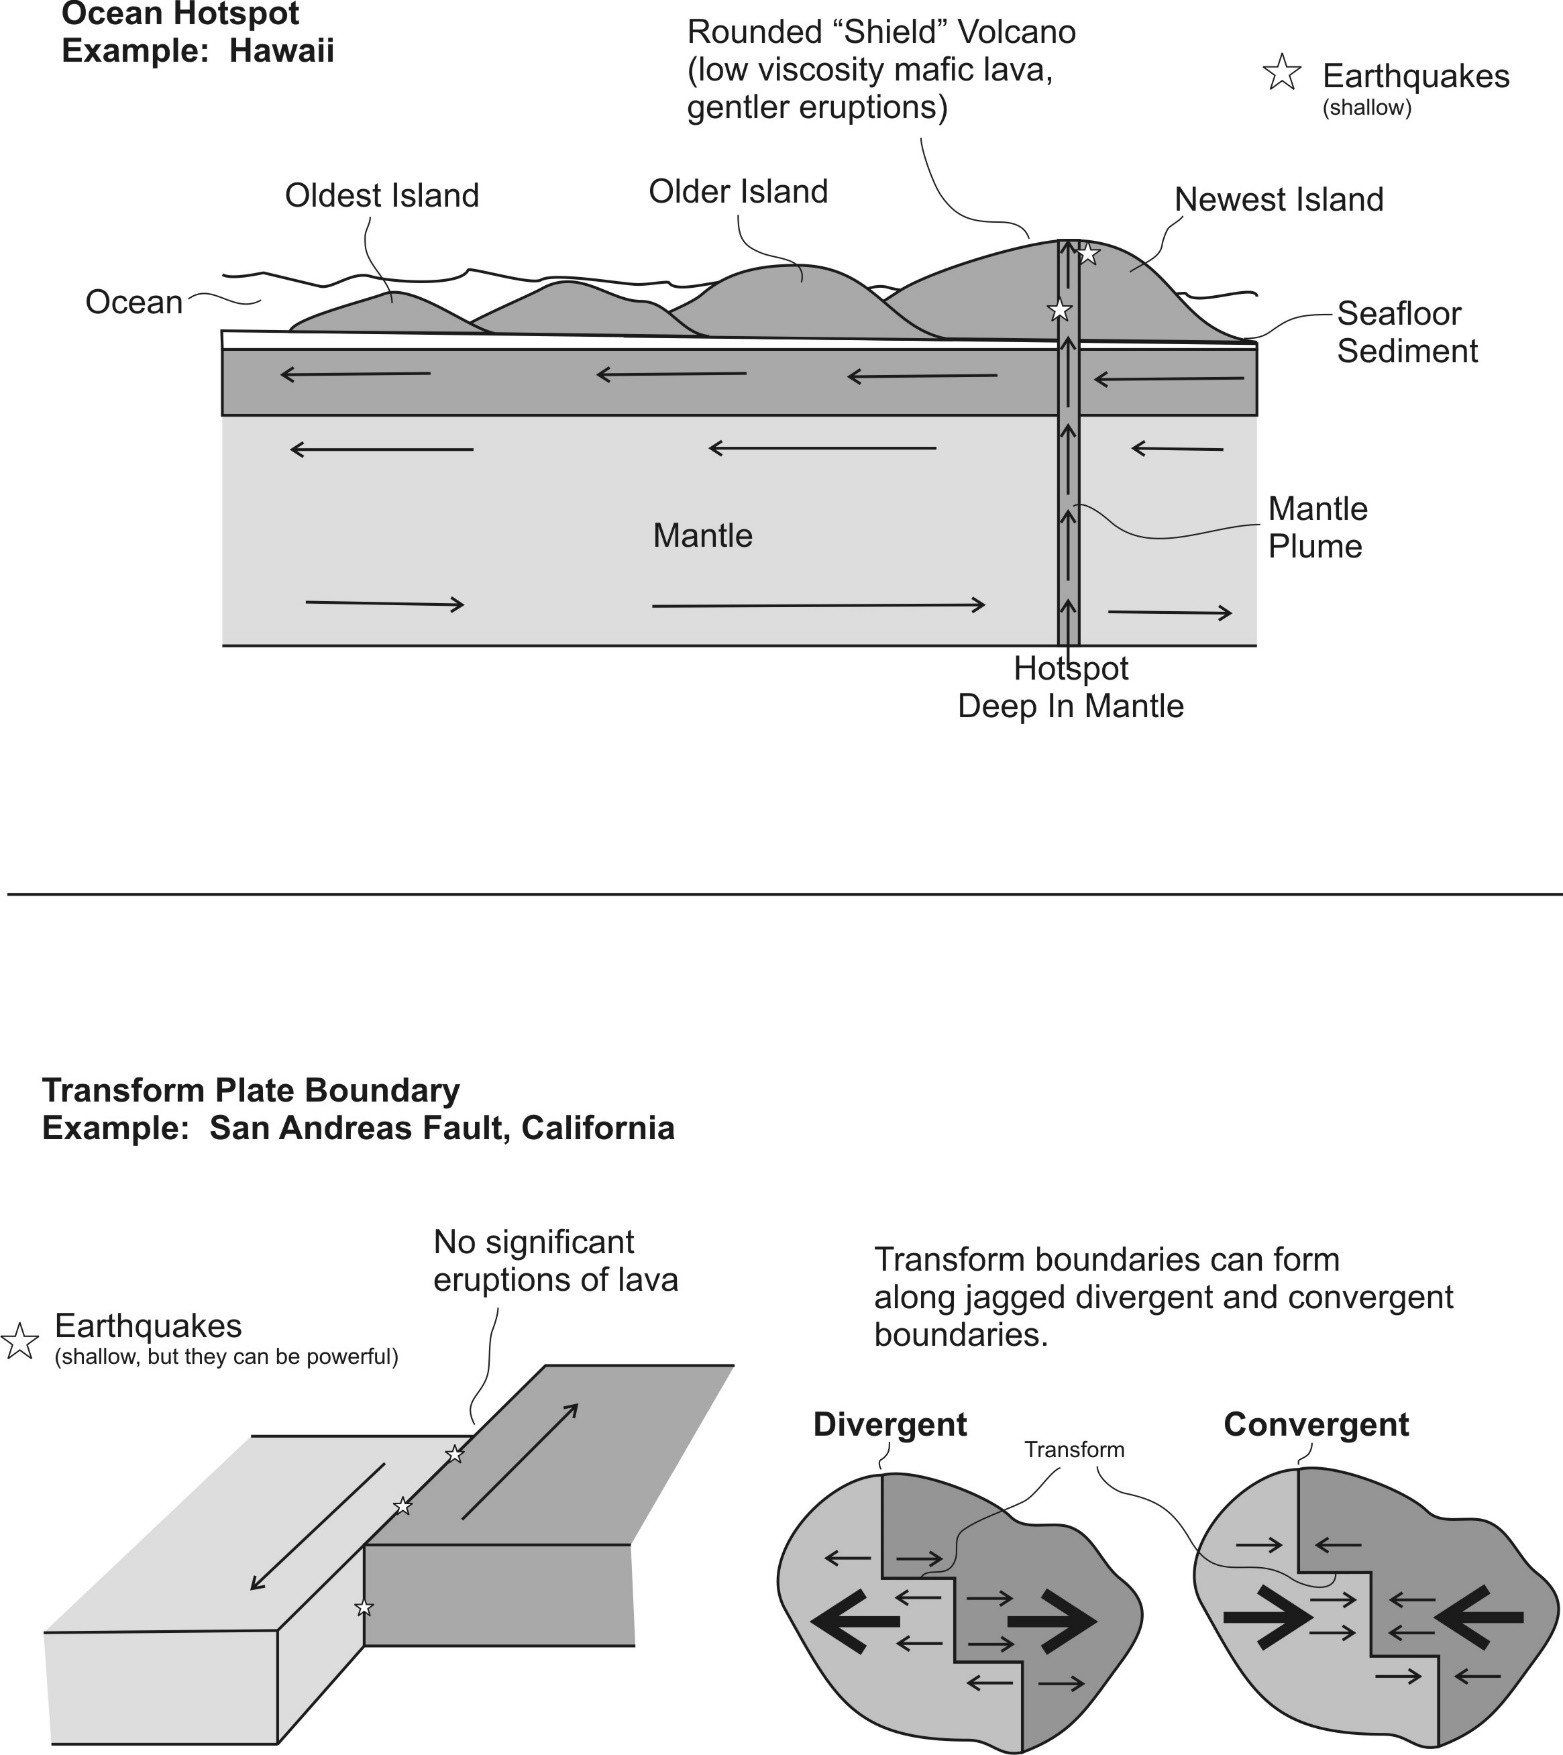 Ocean Hotspot
Example:  Hawaii
Rounded “Shield” Volcano
(low viscosity mafic lava,
gentler eruptions)
Earthquakes
(shallow)
Oldest Island
Older Island
Newest Island
Ocean
Seafloor
Sediment
Mantle
Mantle
Plume
Hotspot
Deep In Mantle
Transform Plate Boundary
Example:  San Andreas Fault, California
No significant
eruptions of lava
Earthquakes
(shallow, but they can be powerful)
Transform boundaries can form
along jagged divergent and convergent
boundaries.
Divergent
Transform
Convergent